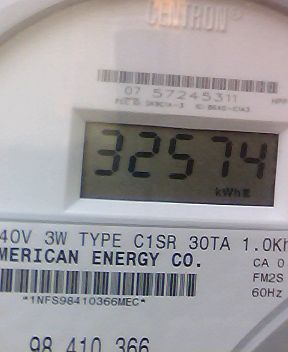 CENTRON®
07 57245311
32574
kWh
40V 3W TYPE C1SR 30TA 1.0Kh
MERICAN ENERGY CO. CA 0
FM2S
*1NFS98410366MEC* 60Hz
98 410 366